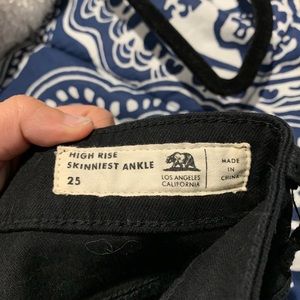 HIGH RISE
SKINNIEST ANKLE
25
LOS ANGELES
CALIFORNIA
MADE
IN
CHINA